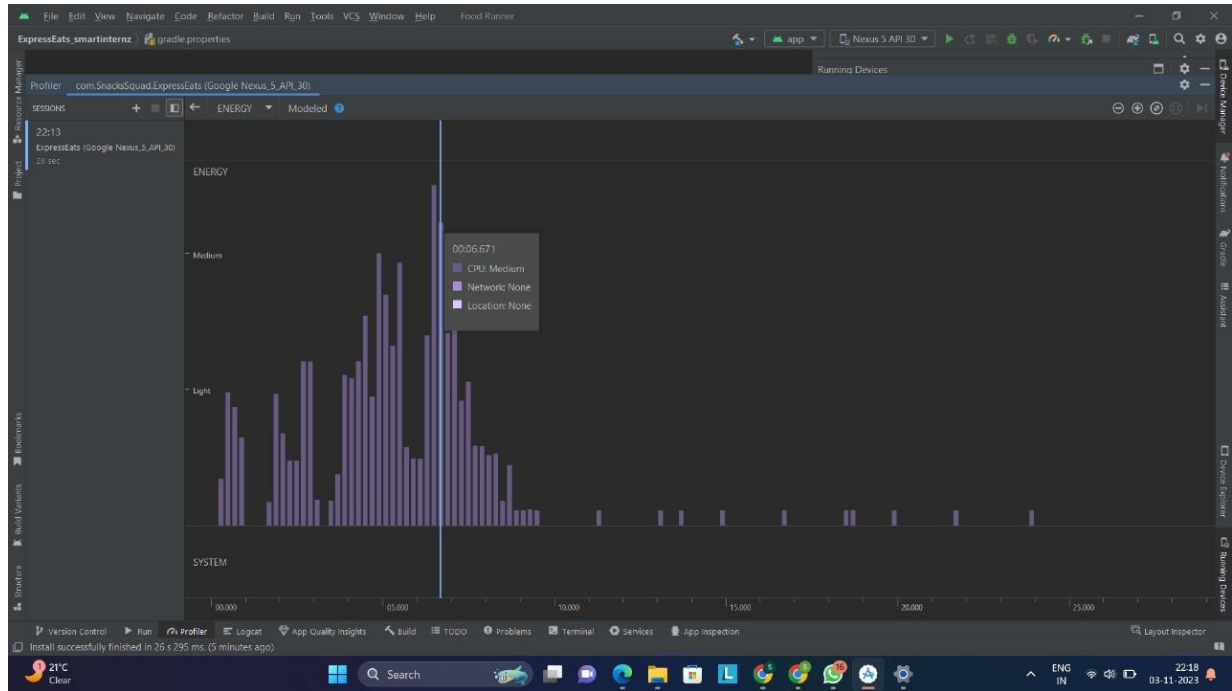 File Edit View Navigate Code Refactor Build Run Tools VCS Window Help Food Runner
ExpressEats_smartinternz gradle.properties app Nexus 5 API 30
Running Devices
Profiler com.SnacksSquad.ExpressEats (Google Nexus_5_API_30)
SESSIONS ENERGY Modeled
22:13
ExpressEats (Google Nexus_5_API_30)
28 sec
ENERGY
Medium
00:06.671
CPU: Medium
Network: None
Location: None
Light
SYSTEM
00.000 05.000 10.000 15.000 20.000 25.000
Resource Manager
Project
Bookmarks
Build Variants
Structure
Device Manager
Notifications
Gradle
Assistant
Device Explorer
Running Devices
Version Control Run Profiler Logcat App Quality Insights Build TODO Problems Terminal Services App Inspection Layout Inspector
Install successfully finished in 26 s 295 ms. (5 minutes ago)
1 21°C
Clear
Search
L
16
ENG
IN
22:18
03-11-2023